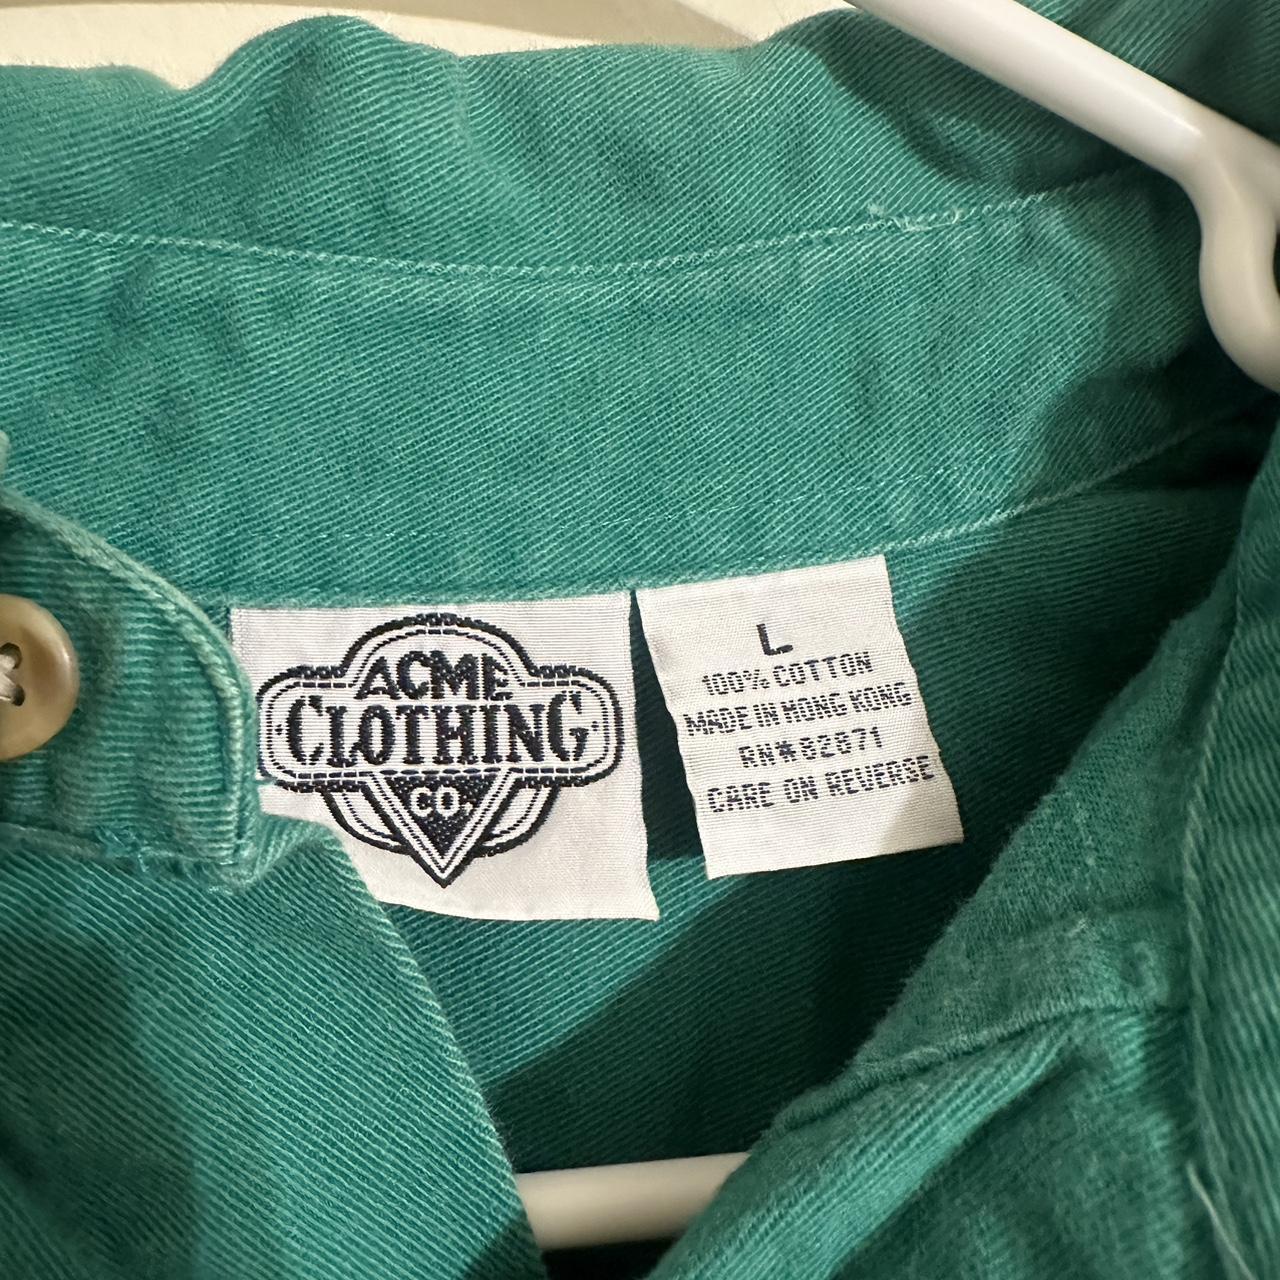 ACME
CLOTHING
CO.
L
100% COTTON
MADE IN HONG KONG
RN*82871
CARE ON REVERSE